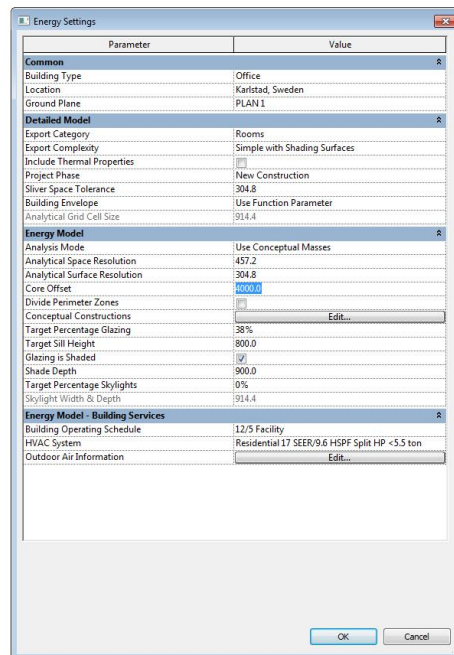 Energy Settings
Parameter Value
Common
Building Type Office
Location Karlstad, Sweden
Ground Plane PLAN 1
Detailed Model
Export Category Rooms
Export Complexity Simple with Shading Surfaces
Include Thermal Properties
Project Phase New Construction
Sliver Space Tolerance 304.8
Building Envelope Use Function Parameter
Analytical Grid Cell Size 914.4
Energy Model
Analysis Mode Use Conceptual Masses
Analytical Space Resolution 457.2
Analytical Surface Resolution 304.8
Core Offset 4000.0
Divide Perimeter Zones
Conceptual Constructions Edit...
Target Percentage Glazing 38%
Target Sill Height 800.0
Glazing is Shaded
Shade Depth 900.0
Target Percentage Skylights 0%
Skylight Width & Depth 914.4
Energy Model - Building Services
Building Operating Schedule 12/5 Facility
HVAC System Residential 17 SEER/9.6 HSPF Split HP <5.5 ton
Outdoor Air Information Edit...
OK Cancel